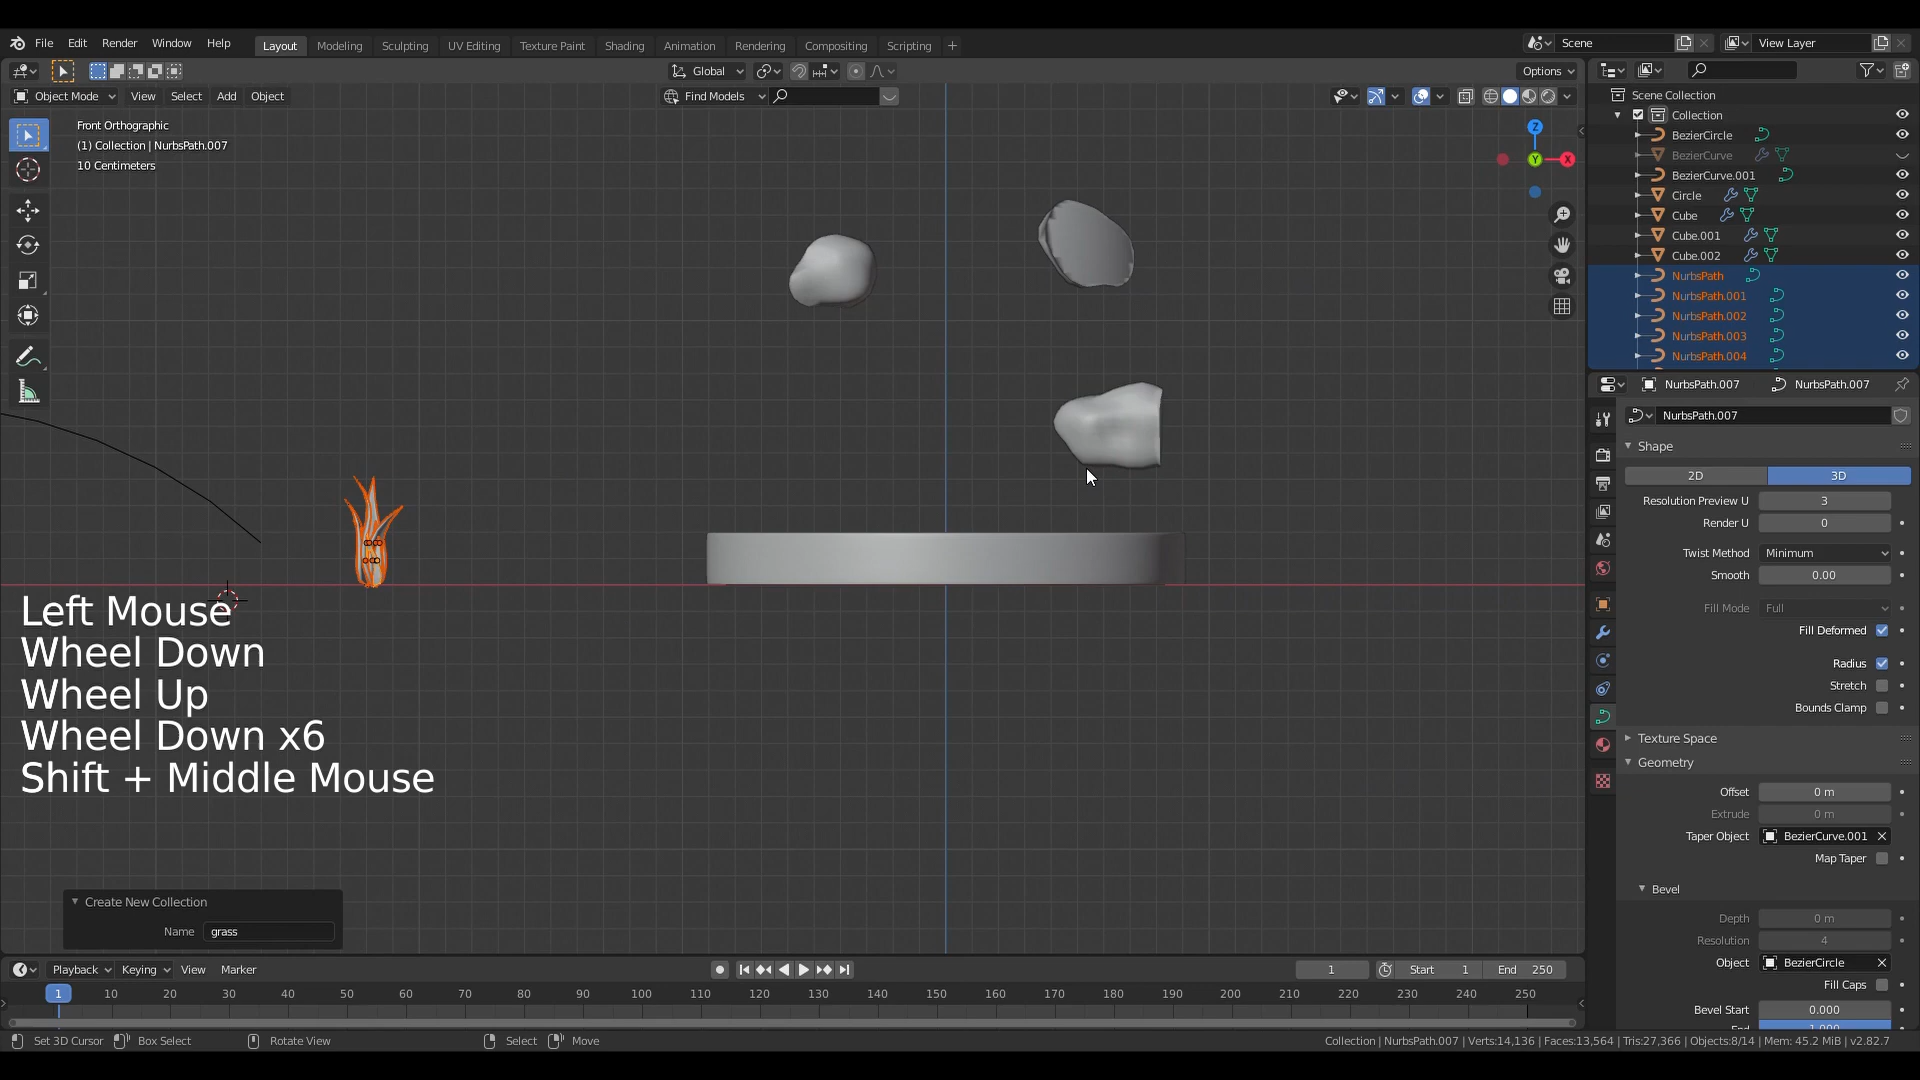 File Edit Render Window Help Layout Modeling Sculpting UV Editing Texture Paint Shading Animation Rendering Compositing Scripting + Scene View Layer
Global Options
Object Mode View Select Add Object Find Models
Front Orthographic
(1) Collection | NurbsPath.007
10 Centimeters
Z
Y
X
Scene Collection
Collection
BezierCircle
BezierCurve
BezierCurve.001
Circle
Cube
Cube.001
Cube.002
NurbsPath
NurbsPath.001
NurbsPath.002
NurbsPath.003
NurbsPath.004
NurbsPath.007 NurbsPath.007
NurbsPath.007
Shape
2D 3D
Resolution Preview U 3
Render U 0
Twist Method Minimum
Smooth 0.00
Fill Mode Full
Fill Deformed
Radius
Stretch
Bounds Clamp
Texture Space
Geometry
Offset 0 m
Extrude 0 m
Taper Object BezierCurve.001
Map Taper
Bevel
Depth 0 m
Resolution 4
Object BezierCircle
Fill Caps
Bevel Start 0.000
End 1.000
Left Mouse
Wheel Down
Wheel Up
Wheel Down x6
Shift + Middle Mouse
Create New Collection
Name grass
Playback Keying View Marker 1 Start 1 End 250
1 10 20 30 40 50 60 70 80 90 100 110 120 130 140 150 160 170 180 190 200 210 220 230 240 250
Set 3D Cursor Box Select Rotate View Select Move Collection | NurbsPath.007 | Verts:14,136 | Faces:13,564 | Tris:27,366 | Objects:8/14 | Mem: 45.2 MiB | v2.82.7